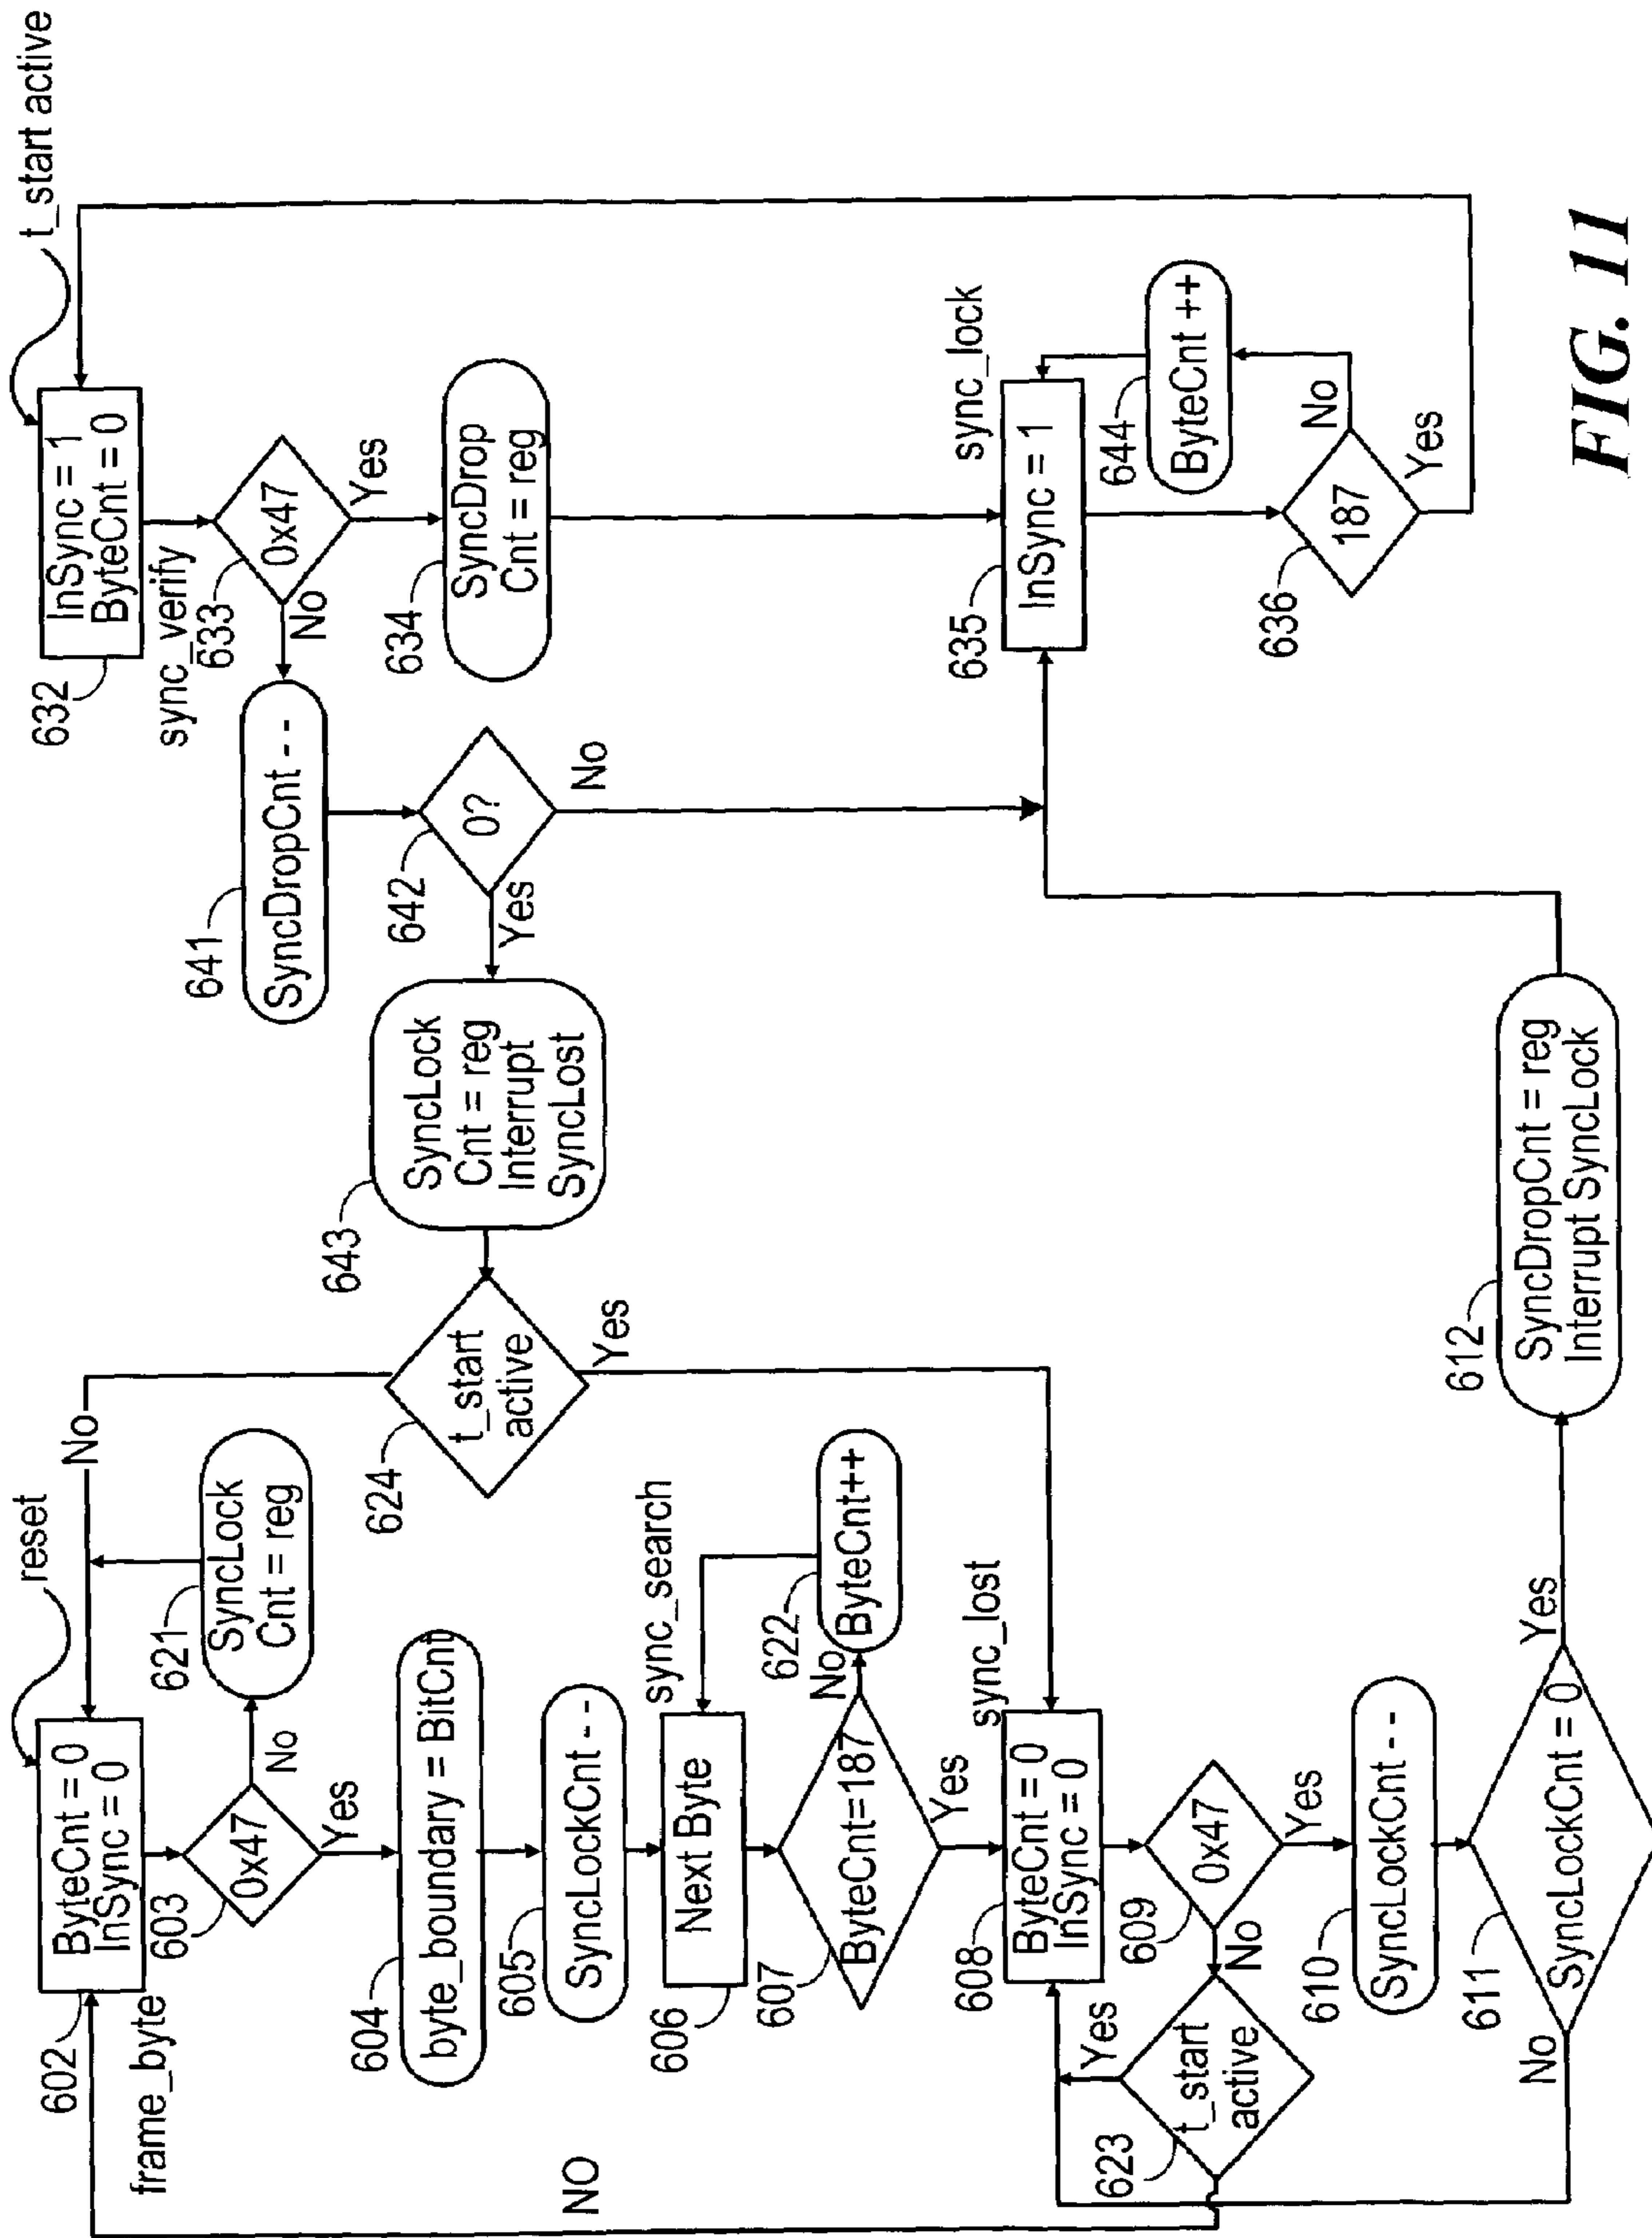 reset
602
ByteCnt = 0
InSync = 0
frame_byte
603
0x47
No
Yes
621
SyncLock
Cnt = reg
No
604
byte_boundary = BitCnt
605
SyncLockCnt - -
sync_search
606
Next Byte
607
ByteCnt=187
No
Yes
622
ByteCnt++
sync_lost
608
ByteCnt = 0
InSync = 0
609
0x47
No
Yes
623
t_start
active
Yes
NO
610
SyncLockCnt - -
611
SyncLockCnt = 0
No
Yes
612
SyncDropCnt = reg
Interrupt SyncLock
624
t_start
active
Yes
643
SyncLock
Cnt = reg
Interrupt
SyncLost
642
0?
Yes
No
641
SyncDropCnt - -
t_start active
632
InSync = 1
ByteCnt = 0
sync_verify
633
0x47
No
Yes
634
SyncDrop
Cnt = reg
sync_lock
635
InSync = 1
644
ByteCnt ++
636
187
No
Yes
FIG. 11